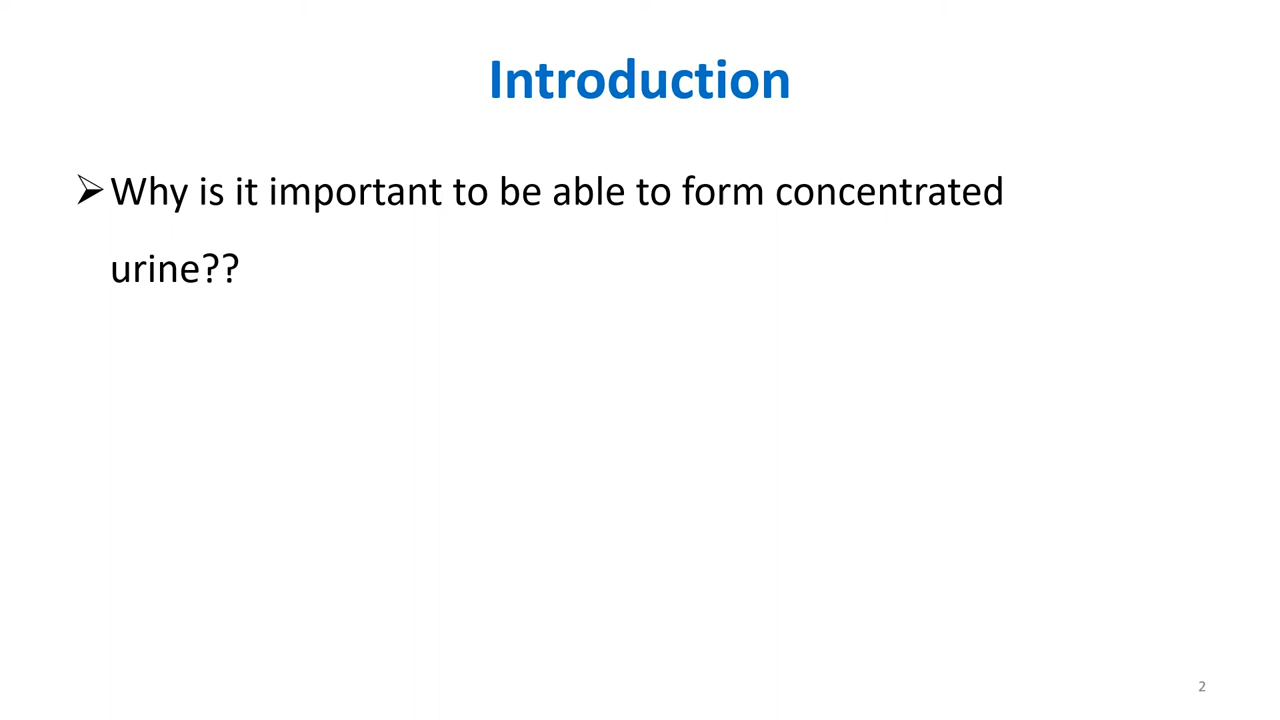 Introduction
➢Why is it important to be able to form concentrated
urine??
2